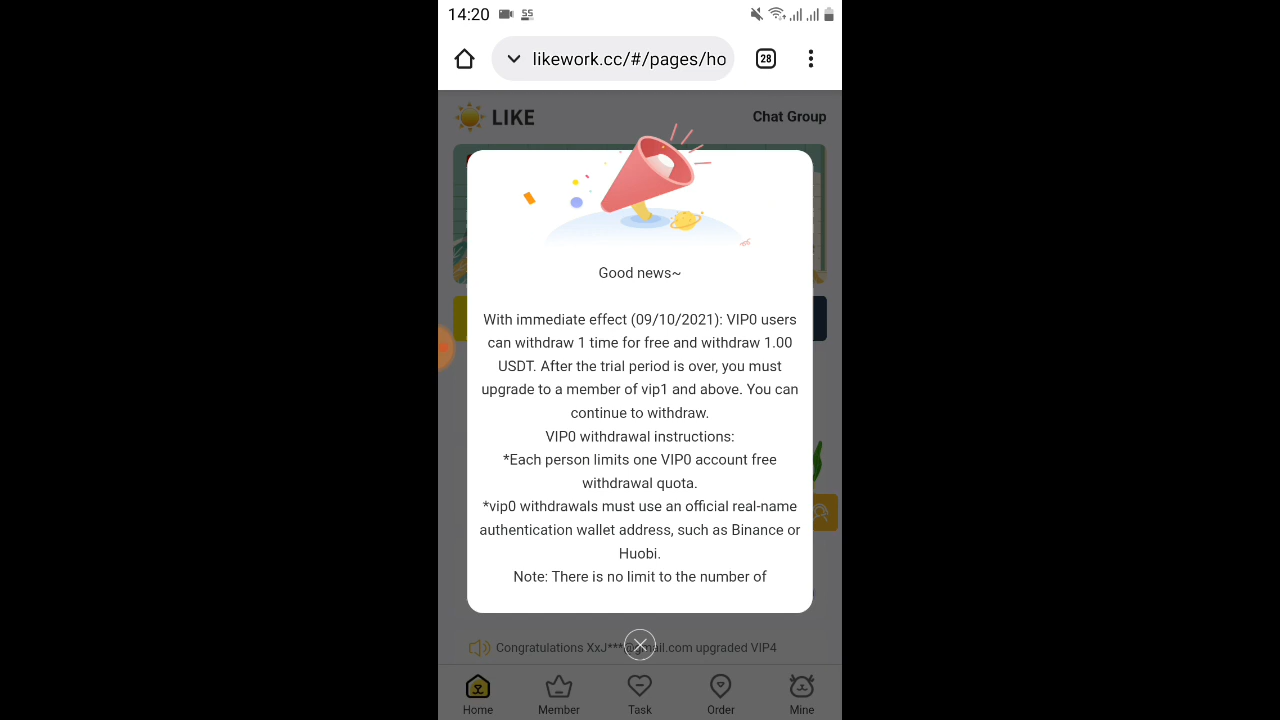 14:20
likework.cc/#/pages/ho
28
LIKE
Chat Group
Good news~
With immediate effect (09/10/2021): VIP0 users
can withdraw 1 time for free and withdraw 1.00
USDT. After the trial period is over, you must
upgrade to a member of vip1 and above. You can
continue to withdraw.
VIP0 withdrawal instructions:
*Each person limits one VIP0 account free
withdrawal quota.
*vip0 withdrawals must use an official real-name
authentication wallet address, such as Binance or
Huobi.
Note: There is no limit to the number of
Congratulations XxJ***@gmail.com upgraded VIP4
Home
Member
Task
Order
Mine